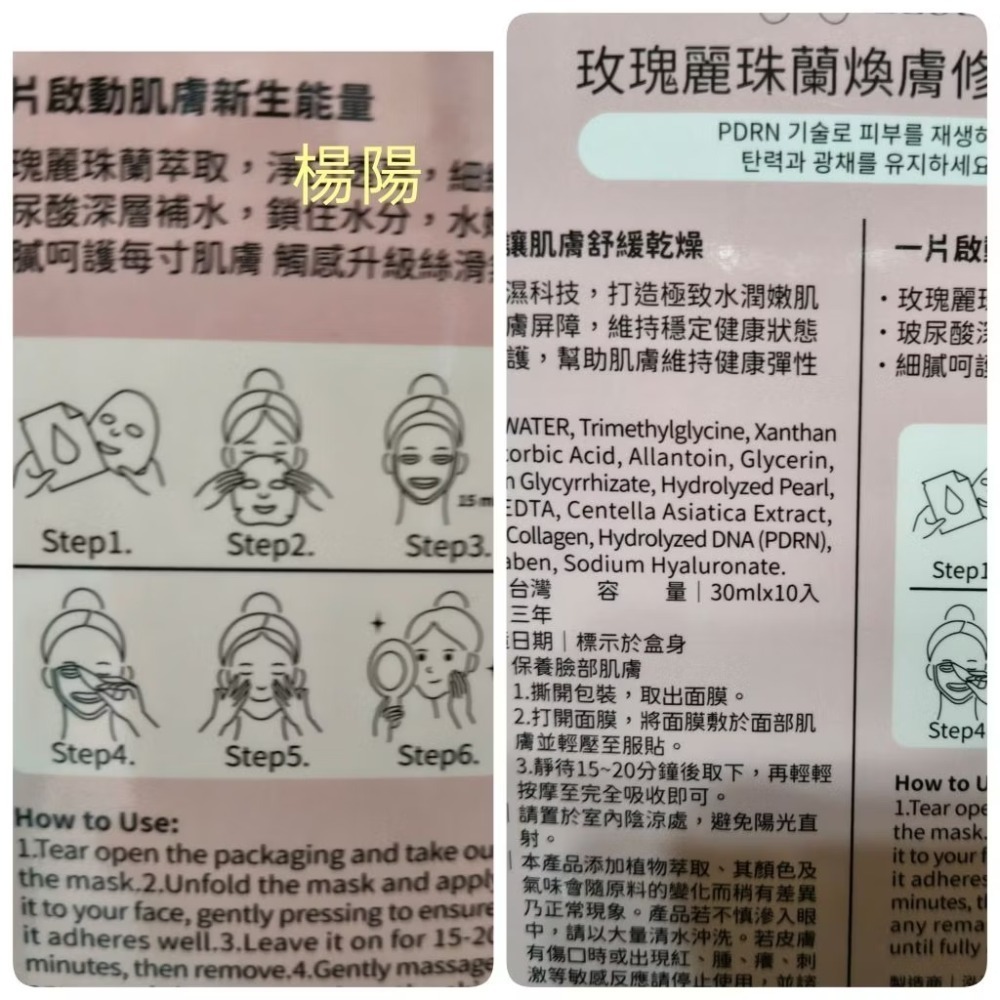 片啟動肌膚新生能量
瑰麗珠蘭萃取，淨
楊陽
，細
尿酸深層補水，鎖住水分，水
膩呵護每寸肌膚 觸感升級絲滑
Step1.
Step2.
15 m
Step3.
Step4.
Step5.
Step6.
How to Use:
1.Tear open the packaging and take ou
the mask.2.Unfold the mask and appl
it to your face, gently pressing to ensure
it adheres well.3.Leave it on for 15-20
minutes, then remove.4.Gently massage
玫瑰麗珠蘭煥膚修
PDRN 기술로 피부를 재생하
탄력과 광채를 유지하세요
讓肌膚舒緩乾燥
濕科技，打造極致水潤嫩肌
膚屏障，維持穩定健康狀態
護，幫助肌膚維持健康彈性
WATER, Trimethylglycine, Xanthan
corbic Acid, Allantoin, Glycerin,
m Glycyrrhizate, Hydrolyzed Pearl,
EDTA, Centella Asiatica Extract,
Collagen, Hydrolyzed DNA (PDRN),
aben, Sodium Hyaluronate.
台灣 容 量｜30mlx10入
三年
日期｜標示於盒身
保養臉部肌膚
1.撕開包裝，取出面膜。
2.打開面膜，將面膜敷於面部肌
膚並輕壓至服貼。
3.靜待15~20分鐘後取下，再輕輕
按摩至完全吸收即可。
請置於室內陰涼處，避免陽光直
射。
本產品添加植物萃取、其顏色及
氣味會隨原料的變化而稍有差異
乃正常現象。產品若不慎滲入眼
中，請以大量清水沖洗。若皮膚
有傷口時或出現紅、腫、癢、刺
激等敏感反應請停止使用，並請
一片啟
・玫瑰麗珠
・玻尿酸深
・細膩呵護
Step1
Step4
How to U
1.Tear ope
the mask.
it to your f
it adheres
minutes, t
any rema
until fully
製造商｜